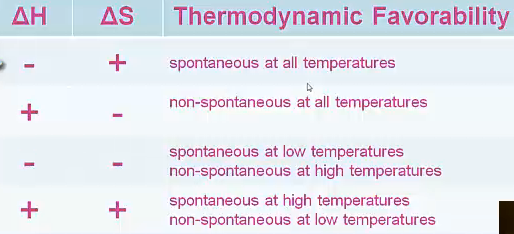 ΔH ΔS Thermodynamic Favorability
- + spontaneous at all temperatures
+ - non-spontaneous at all temperatures
- - spontaneous at low temperatures
non-spontaneous at high temperatures
+ + spontaneous at high temperatures
non-spontaneous at low temperatures